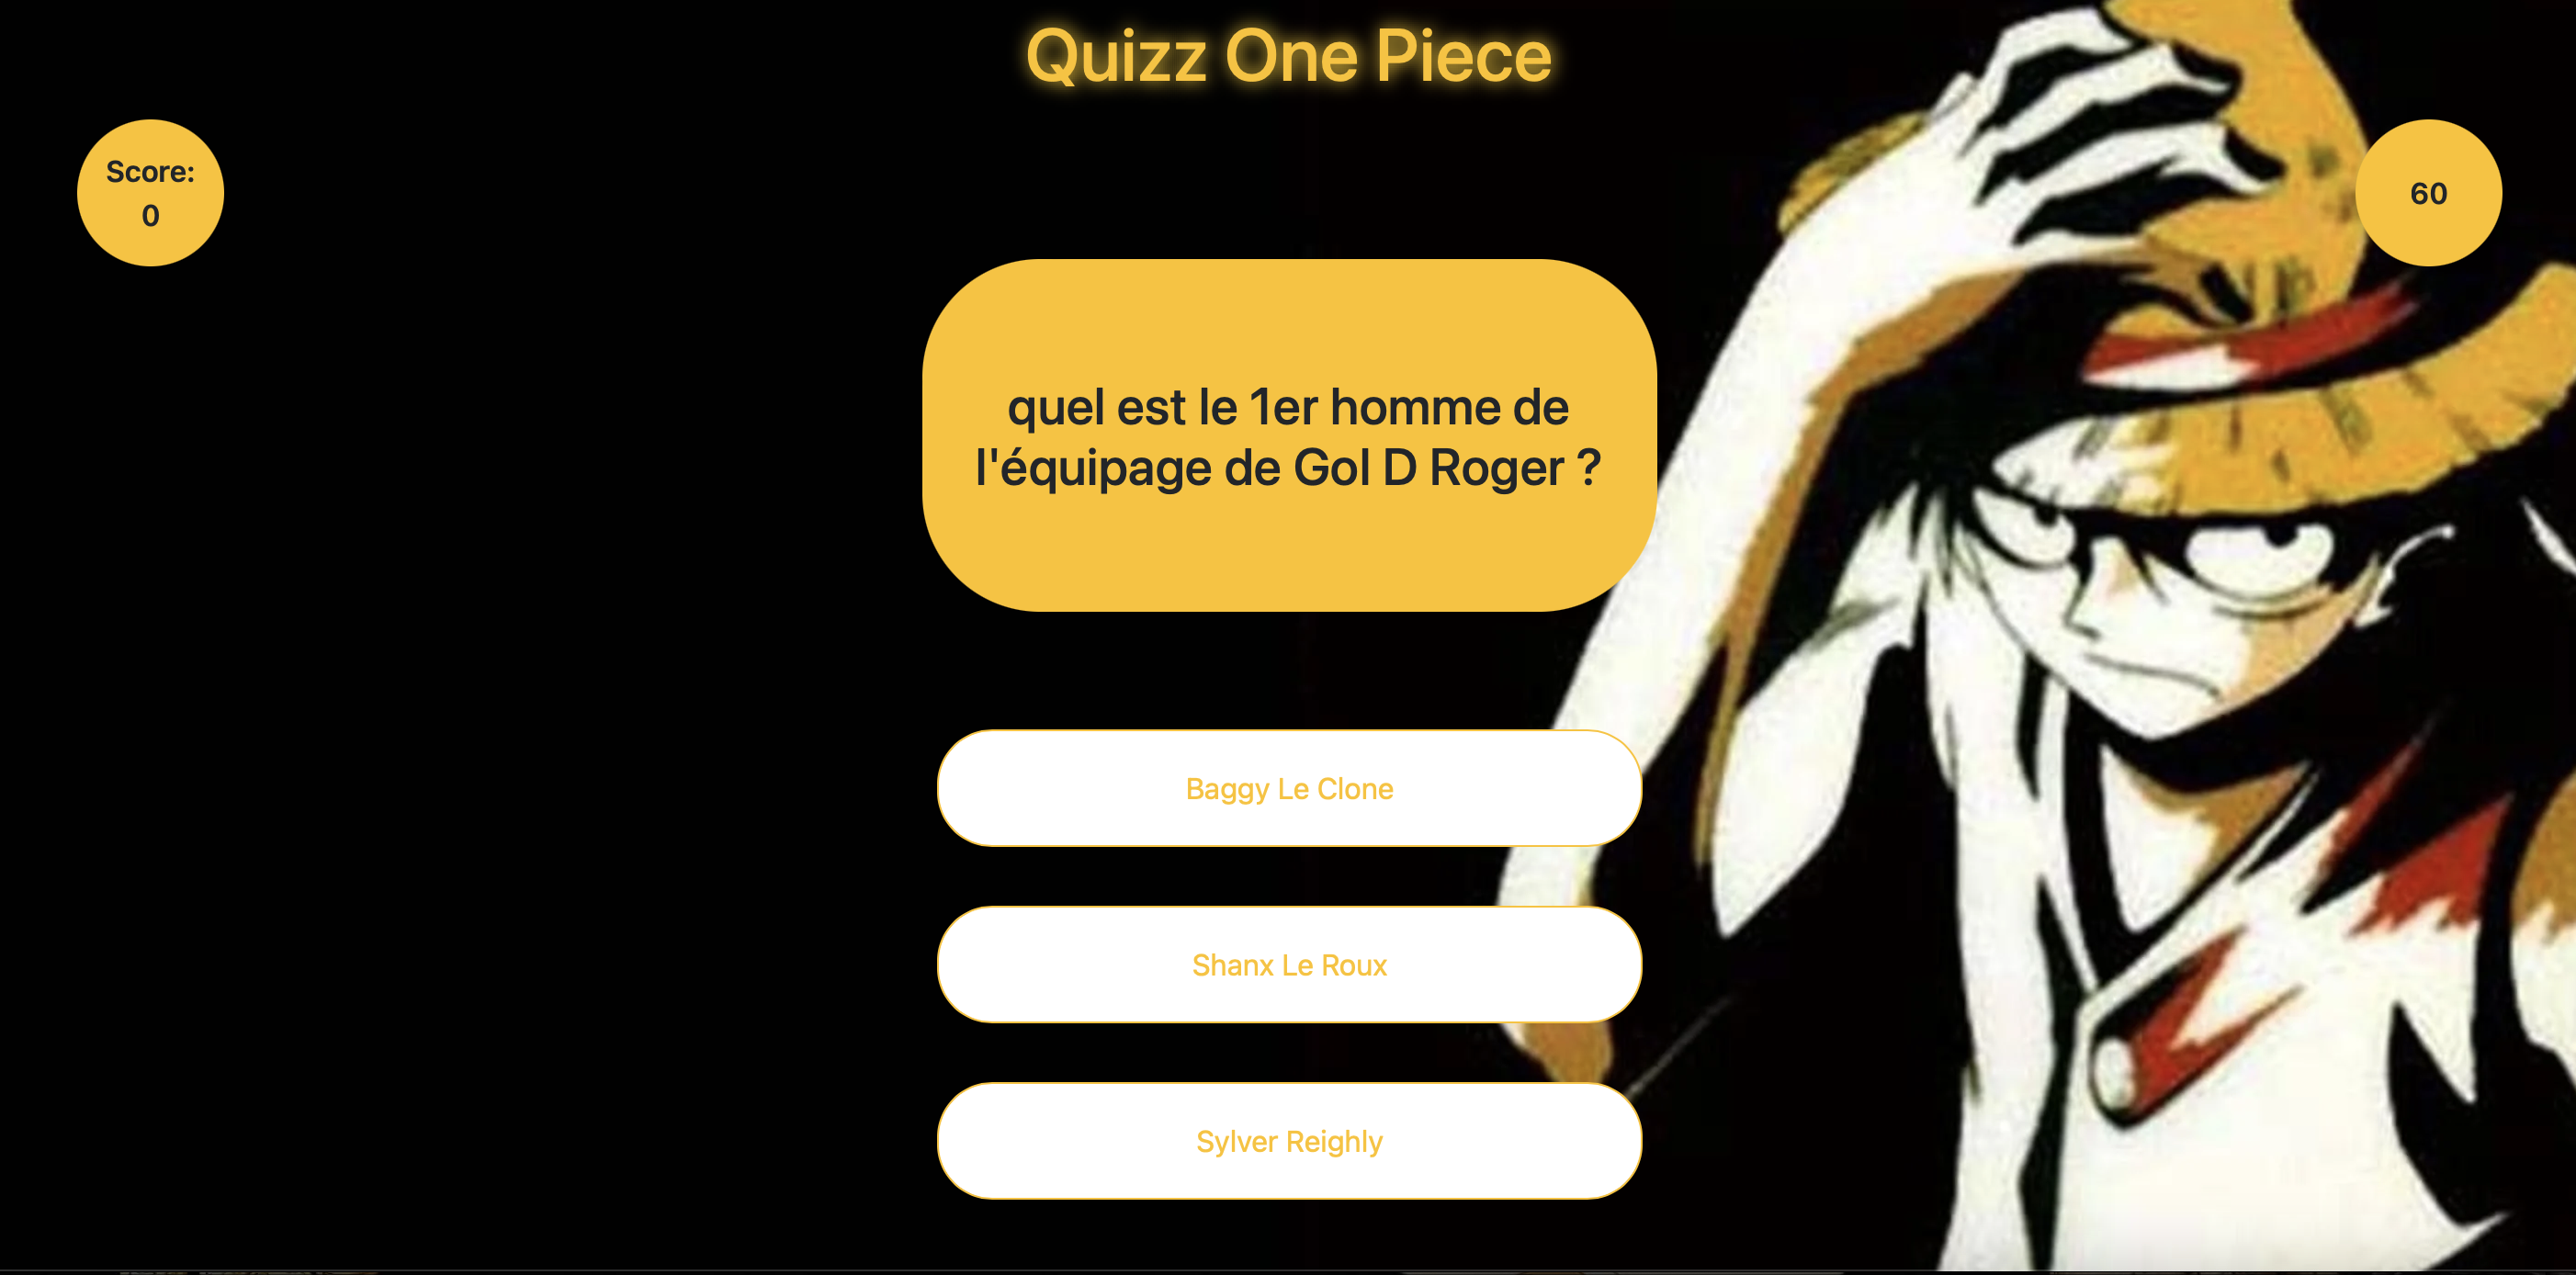 Quizz One Piece
Score:
0
60
quel est le 1er homme de
l'équipage de Gol D Roger ?
Baggy Le Clone
Shanx Le Roux
Sylver Reighly